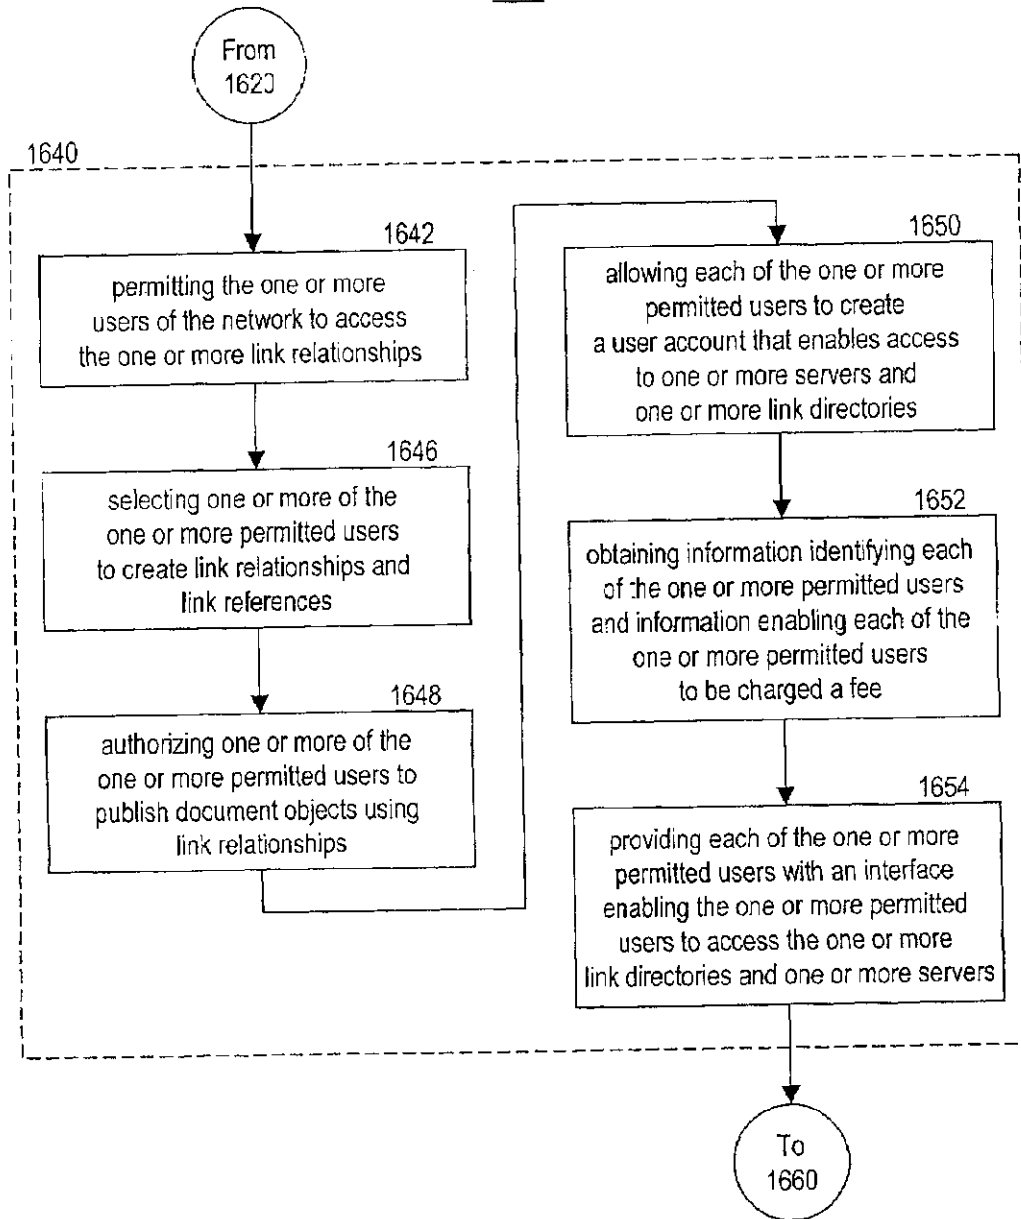 From
1620
1640
1642
permitting the one or more
users of the network to access
the one or more link relationships
1646
selecting one or more of the
one or more permitted users
to create link relationships and
link references
1648
authorizing one or more of the
one or more permitted users to
publish document objects using
link relationships
1650
allowing each of the one or more
permitted users to create
a user account that enables access
to one or more servers and
one or more link directories
1652
obtaining information identifying each
of the one or more permitted users
and information enabling each of the
one or more permitted users
to be charged a fee
1654
providing each of the one or more
permitted users with an interface
enabling the one or more permitted
users to access the one or more
link directories and one or more servers
To
1660